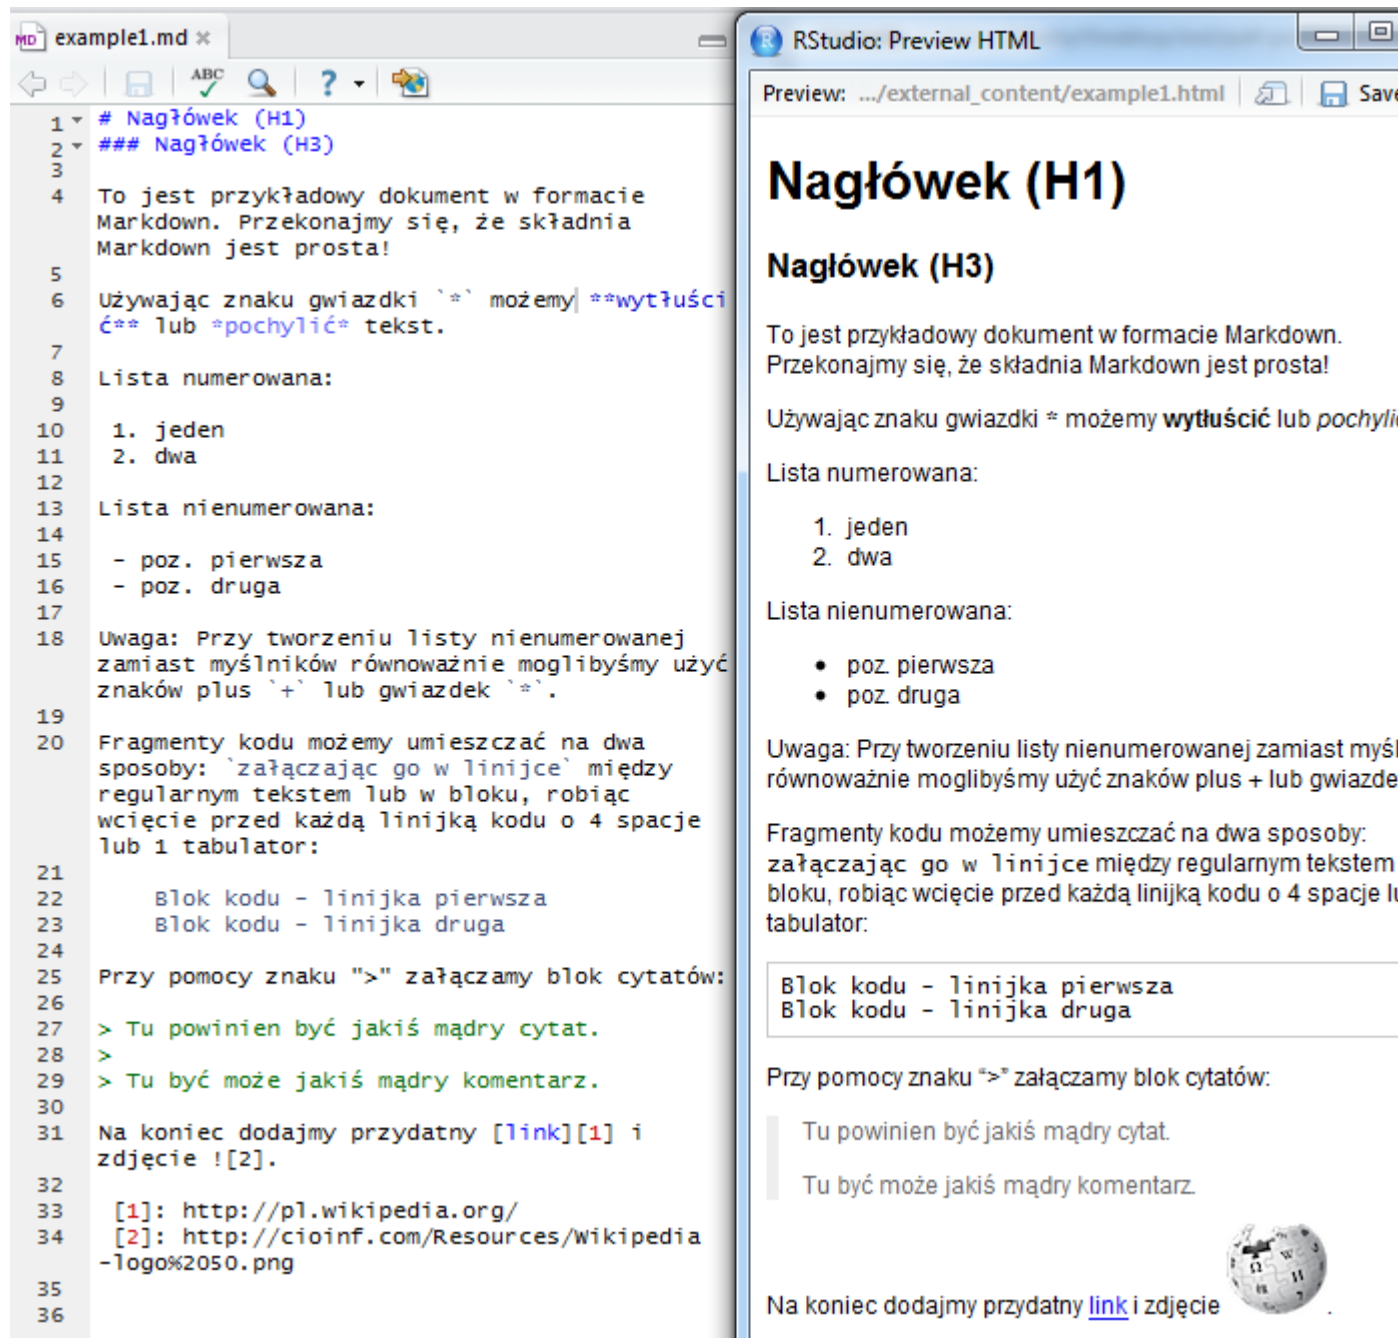 example1.md
ABC
1 # Nagłówek (H1)
2 ### Nagłówek (H3)
3
4 To jest przykładowy dokument w formacie
Markdown. Przekonajmy się, że składnia
Markdown jest prosta!
5
6 Używając znaku gwiazdki `*` możemy **wytłuści
ć** lub *pochylić* tekst.
7
8 Lista numerowana:
9
10 1. jeden
11 2. dwa
12
13 Lista nienumerowana:
14
15 - poz. pierwsza
16 - poz. druga
17
18 Uwaga: Przy tworzeniu listy nienumerowanej
zamiast myślników równoważnie moglibyśmy użyć
znaków plus `+` lub gwiazdek `*`.
19
20 Fragmenty kodu możemy umieszczać na dwa
sposoby: `załączając go w linijce` między
regularnym tekstem lub w bloku, robiąc
wcięcie przed każdą linijką kodu o 4 spacje
lub 1 tabulator:
21
22 Blok kodu - linijka pierwsza
23 Blok kodu - linijka druga
24
25 Przy pomocy znaku ">" załączamy blok cytatów:
26
27 > Tu powinien być jakiś mądry cytat.
28 >
29 > Tu być może jakiś mądry komentarz.
30
31 Na koniec dodajmy przydatny [link][1] i
zdjęcie ![2].
32
33 [1]: http://pl.wikipedia.org/
34 [2]: http://cioinf.com/Resources/Wikipedia
-logo%2050.png
35
36
RStudio: Preview HTML
Preview: .../external_content/example1.html Save
Nagłówek (H1)
Nagłówek (H3)
To jest przykładowy dokument w formacie Markdown.
Przekonajmy się, że składnia Markdown jest prosta!
Używając znaku gwiazdki * możemy wytłuścić lub pochyli
Lista numerowana:
1. jeden
2. dwa
Lista nienumerowana:
• poz. pierwsza
• poz. druga
Uwaga: Przy tworzeniu listy nienumerowanej zamiast myśl
równoważnie moglibyśmy użyć znaków plus + lub gwiazde
Fragmenty kodu możemy umieszczać na dwa sposoby:
załączając go w linijce między regularnym tekstem
bloku, robiąc wcięcie przed każdą linijką kodu o 4 spacje lu
tabulator:
Blok kodu - linijka pierwsza
Blok kodu - linijka druga
Przy pomocy znaku “>” załączamy blok cytatów:
Tu powinien być jakiś mądry cytat.
Tu być może jakiś mądry komentarz.
Na koniec dodajmy przydatny link i zdjęcie .